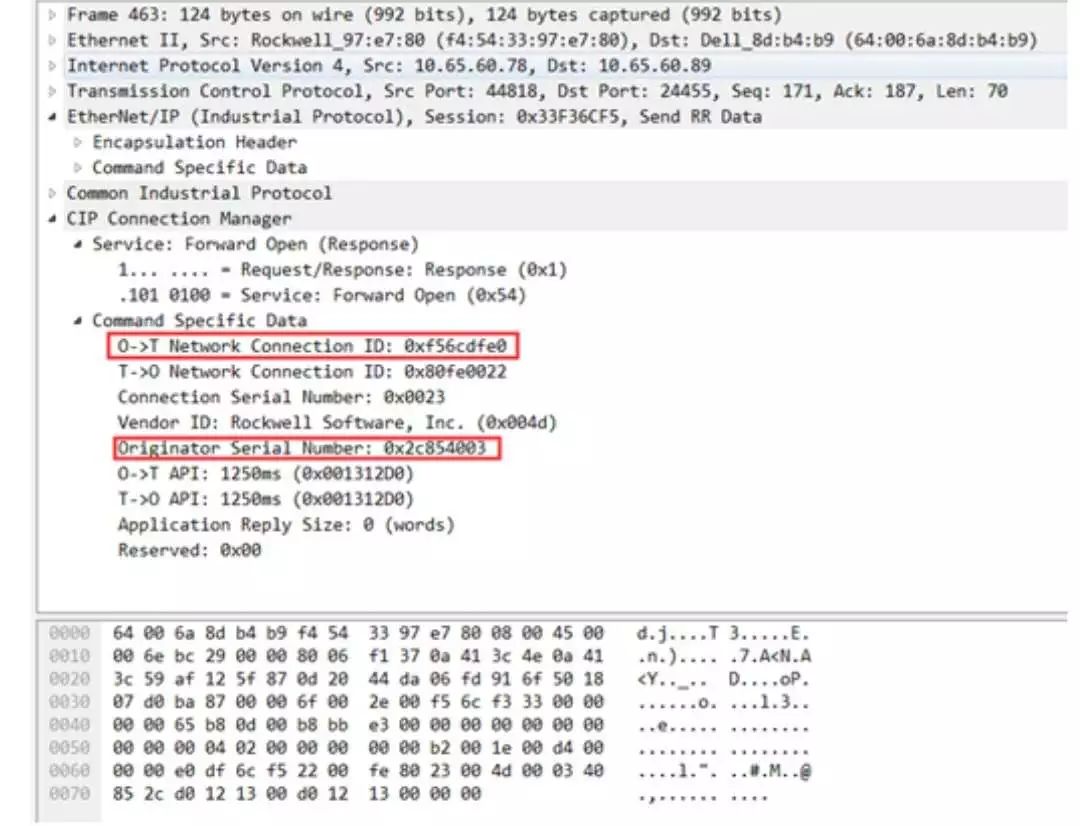 Frame 463: 124 bytes on wire (992 bits), 124 bytes captured (992 bits)
Ethernet II, Src: Rockwell_97:e7:80 (f4:54:33:97:e7:80), Dst: Dell_8d:b4:b9 (64:00:6a:8d:b4:b9)
Internet Protocol Version 4, Src: 10.65.60.78, Dst: 10.65.60.89
Transmission Control Protocol, Src Port: 44818, Dst Port: 24455, Seq: 171, Ack: 187, Len: 70
EtherNet/IP (Industrial Protocol), Session: 0x33F36CF5, Send RR Data
Encapsulation Header
Command Specific Data
Common Industrial Protocol
CIP Connection Manager
Service: Forward Open (Response)
1... .... = Request/Response: Response (0x1)
.101 0100 = Service: Forward Open (0x54)
Command Specific Data
O->T Network Connection ID: 0xf56cdfe0
T->O Network Connection ID: 0x80fe0022
Connection Serial Number: 0x0023
Vendor ID: Rockwell Software, Inc. (0x004d)
Originator Serial Number: 0x2c854003
O->T API: 1250ms (0x001312D0)
T->O API: 1250ms (0x001312D0)
Application Reply Size: 0 (words)
Reserved: 0x00
0000 64 00 6a 8d b4 b9 f4 54 33 97 e7 80 08 00 45 00 d.j....T 3.....E.
0010 00 6e bc 29 00 00 80 06 f1 37 0a 41 3c 4e 0a 41 .n.).... .7.A<N.A
0020 3c 59 af 12 5f 87 0d 20 44 da 06 fd 91 6f 50 18 <Y.._.. D....oP.
0030 07 d0 ba 87 00 00 6f 00 2e 00 f5 6c f3 33 00 00 ......o. ...l.3..
0040 00 00 65 b8 0d 00 b8 bb e3 00 00 00 00 00 00 00 ..e..... ........
0050 00 00 00 04 02 00 00 00 00 00 b2 00 1e 00 d4 00 ........ ........
0060 00 00 e0 df 6c f5 22 00 fe 80 23 00 4d 00 03 40 ....l.". ..#.M..@
0070 85 2c d0 12 13 00 d0 12 13 00 00 00 .,...... ....